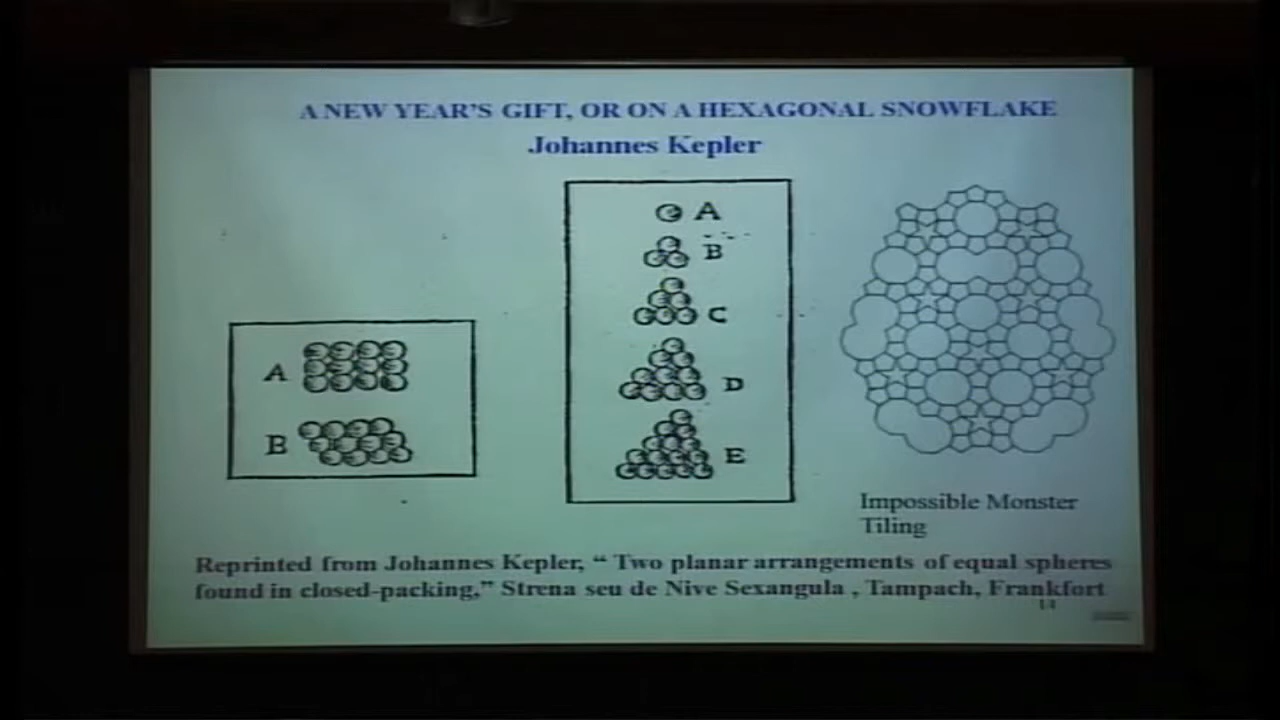 A NEW YEAR'S GIFT, OR ON A HEXAGONAL SNOWFLAKE
Johannes Kepler
A
B
A
B
C
D
E
Impossible Monster
Tiling
Reprinted from Johannes Kepler, “ Two planar arrangements of equal spheres
found in closed-packing,” Strena seu de Nive Sexangula , Tampach, Frankfort